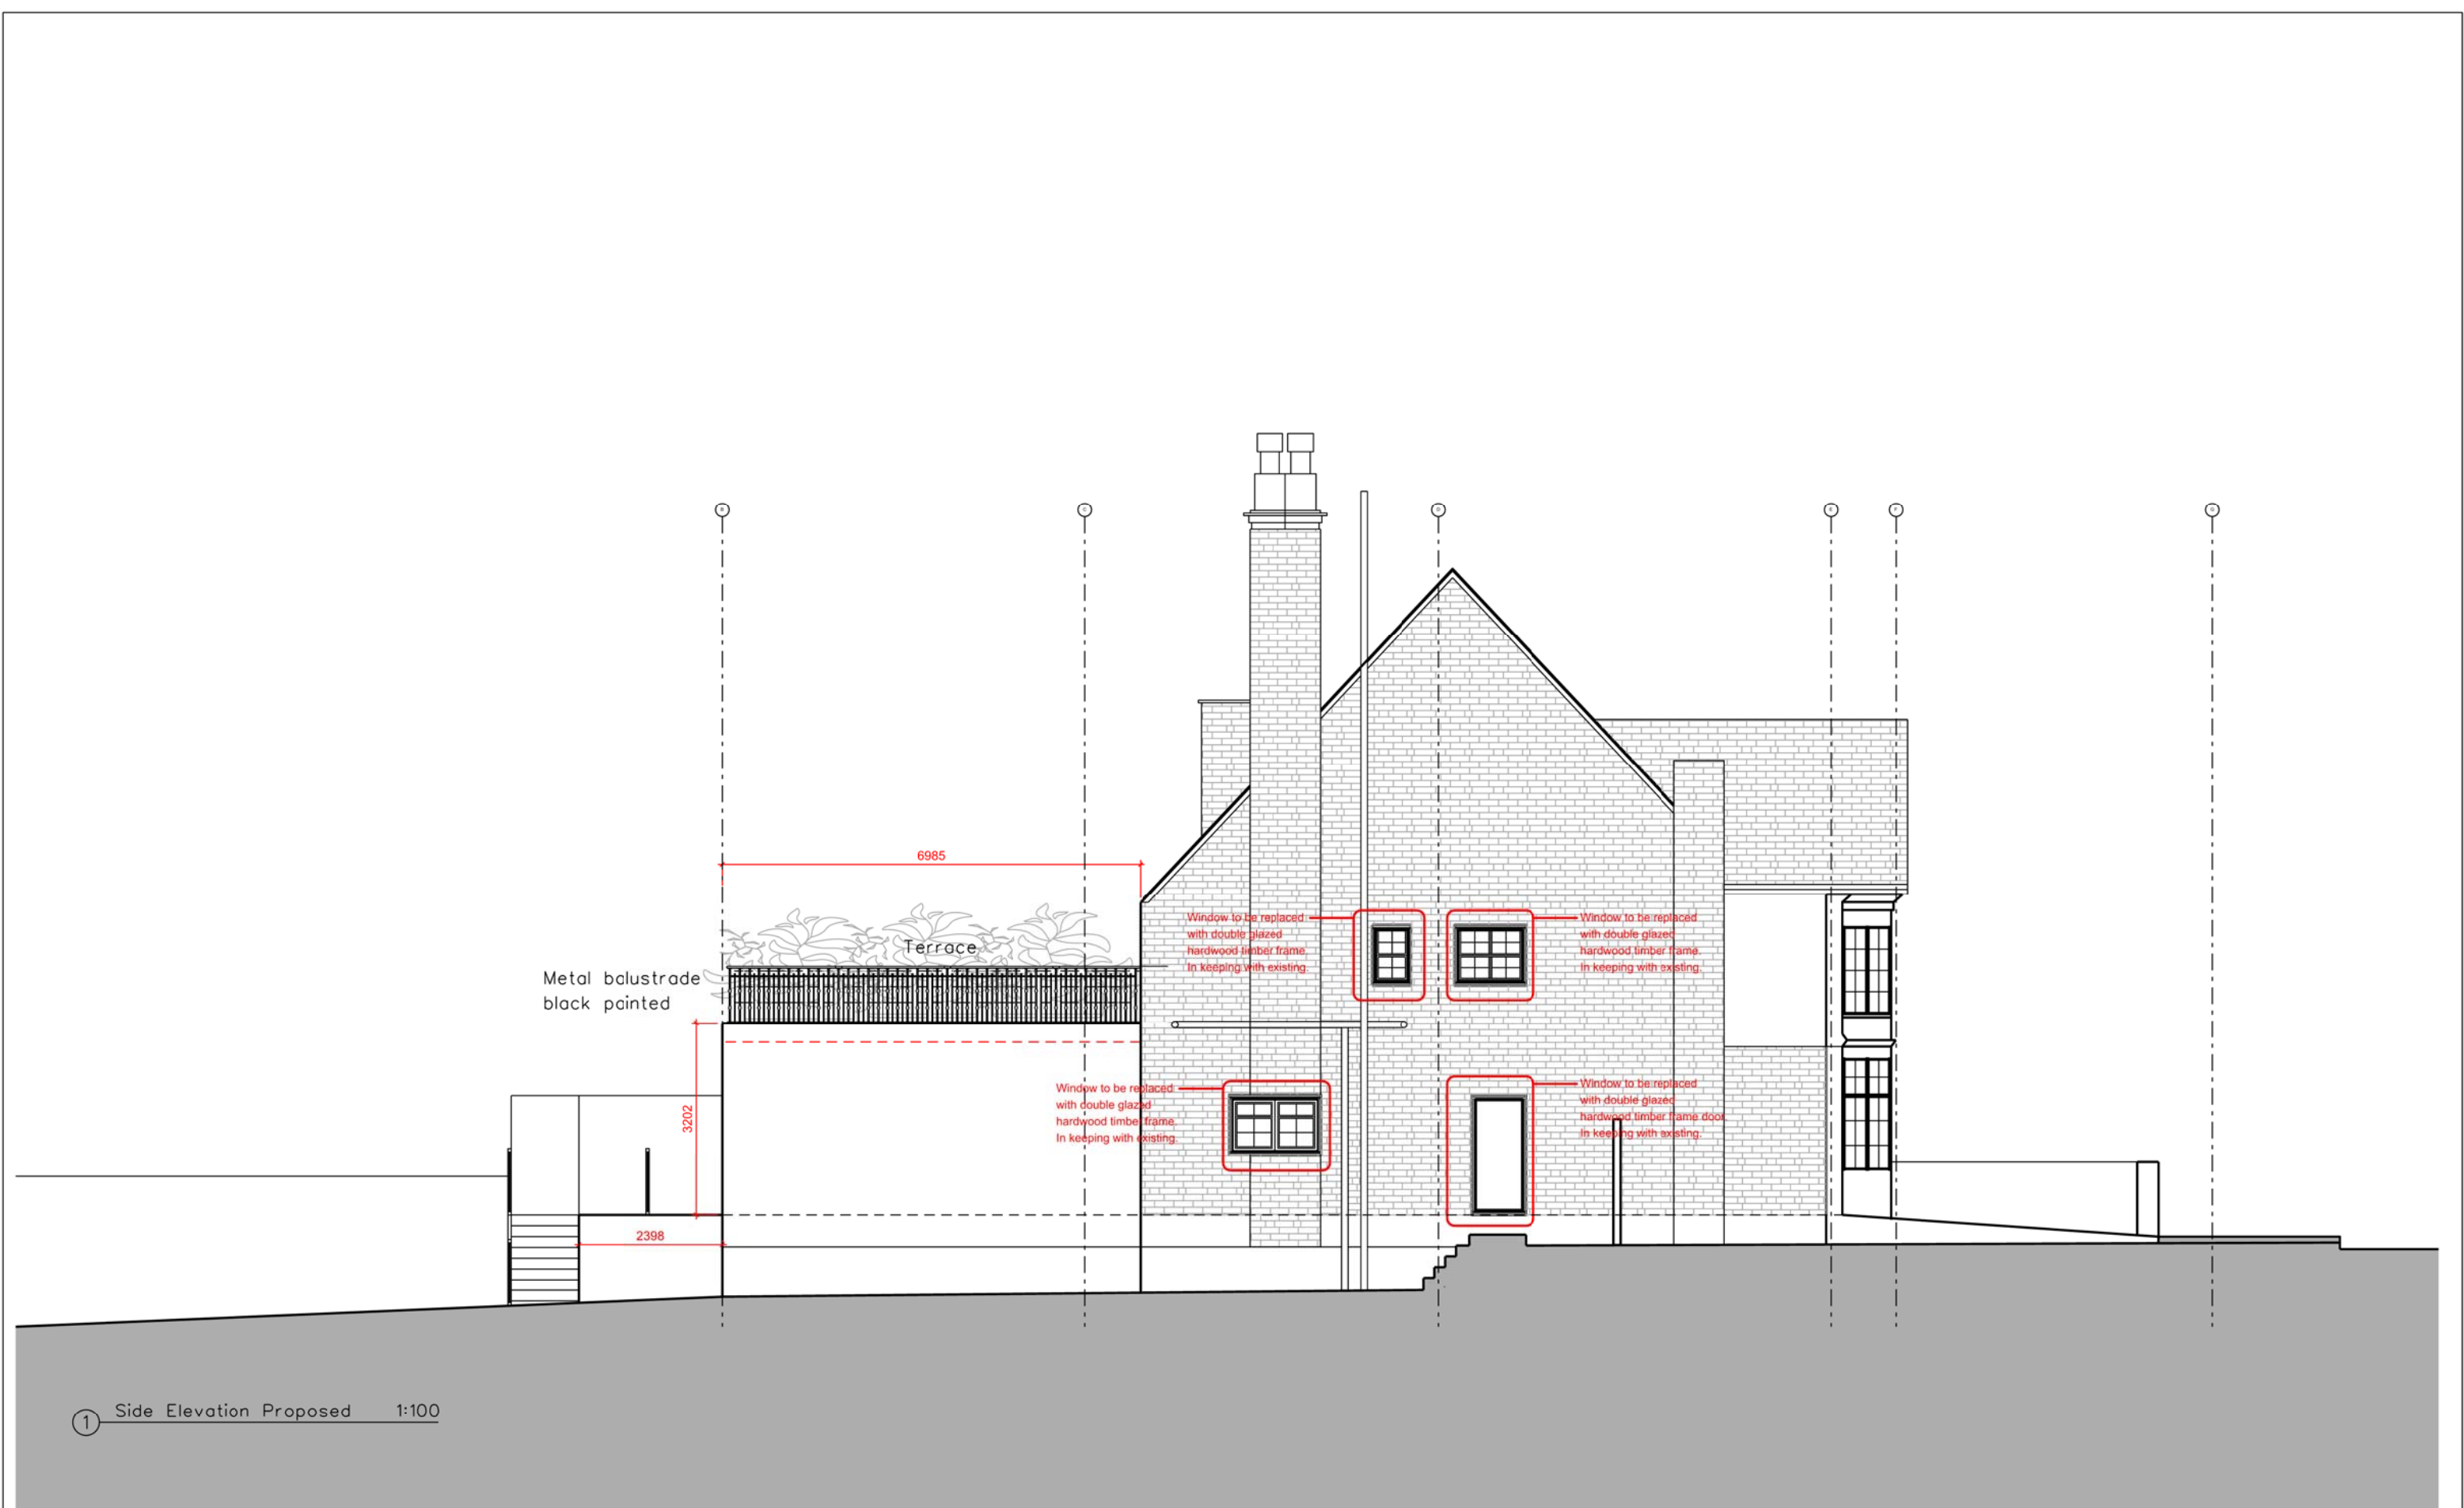 B
C
D
E
F
G
6985
Terrace
Metal balustrade
black painted
Window to be replaced
with double glazed
hardwood timber frame.
In keeping with existing.
Window to be replaced
with double glazed
hardwood timber frame.
In keeping with existing.
3202
Window to be replaced
with double glazed
hardwood timber frame.
In keeping with existing.
Window to be replaced
with double glazed
hardwood timber frame door.
In keeping with existing.
2398
1 Side Elevation Proposed 1:100